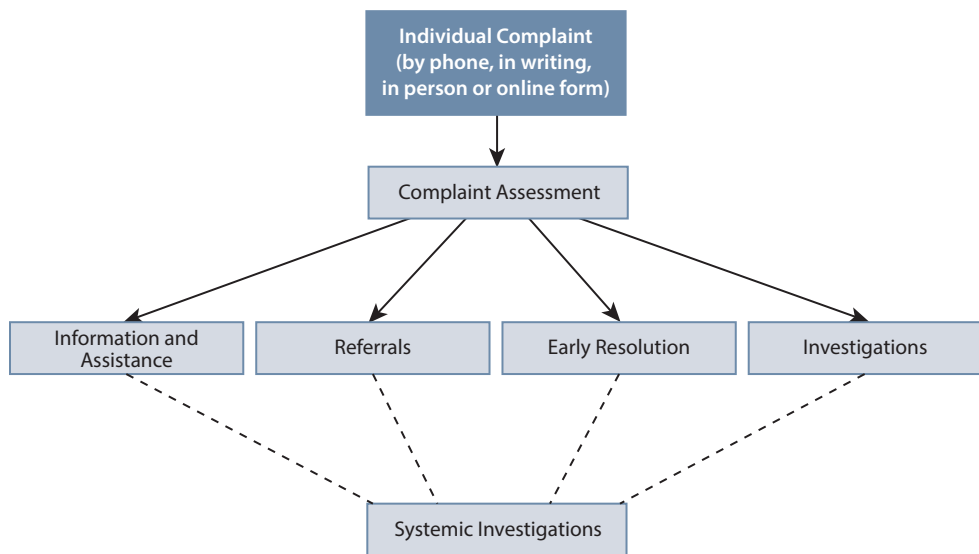 Individual Complaint
(by phone, in writing,
in person or online form)
Complaint Assessment
Information and
Assistance
Referrals
Early Resolution
Investigations
Systemic Investigations